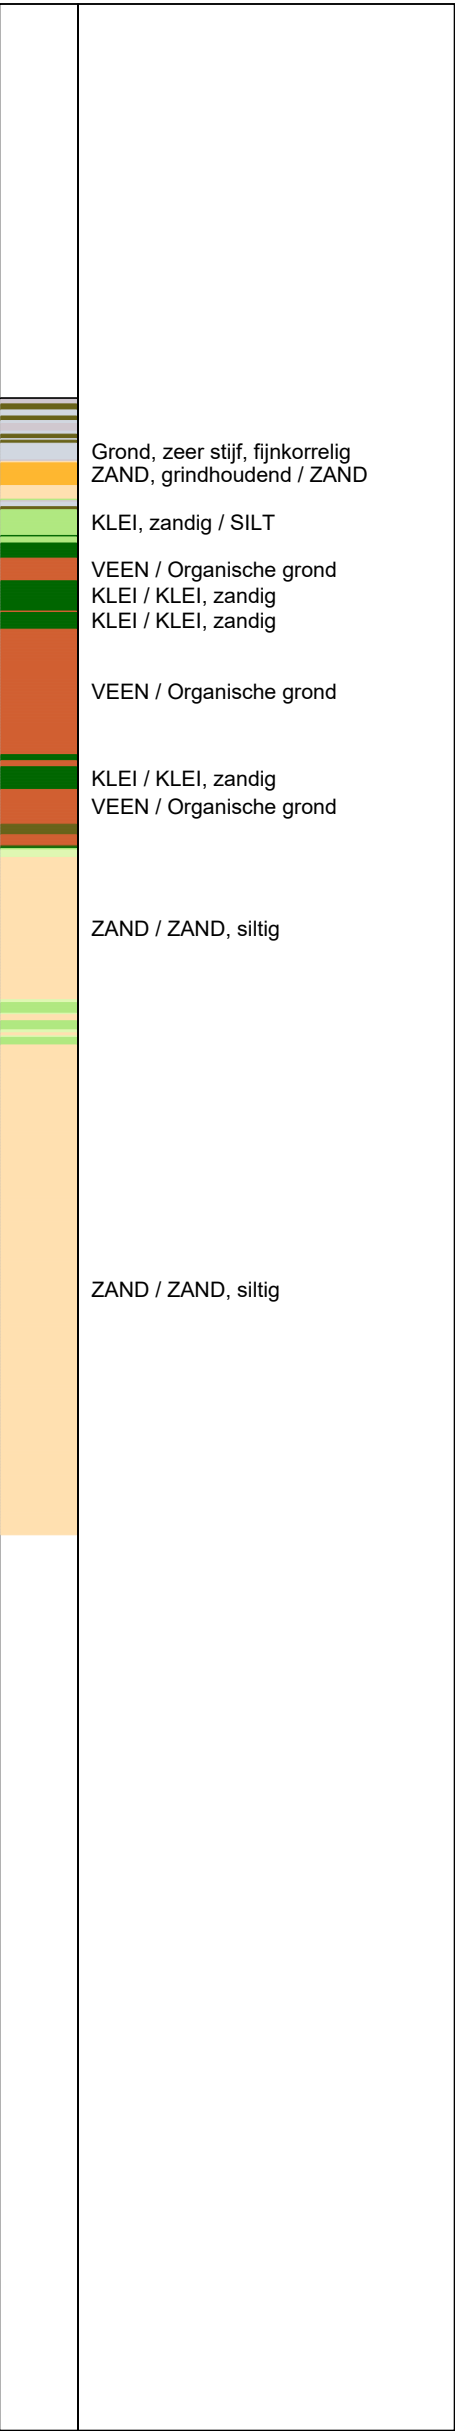 Grond, zeer stijf, fijnkorrelig
ZAND, grindhoudend / ZAND
KLEI, zandig / SILT
VEEN / Organische grond
KLEI / KLEI, zandig
KLEI / KLEI, zandig
VEEN / Organische grond
KLEI / KLEI, zandig
VEEN / Organische grond
ZAND / ZAND, siltig
ZAND / ZAND, siltig